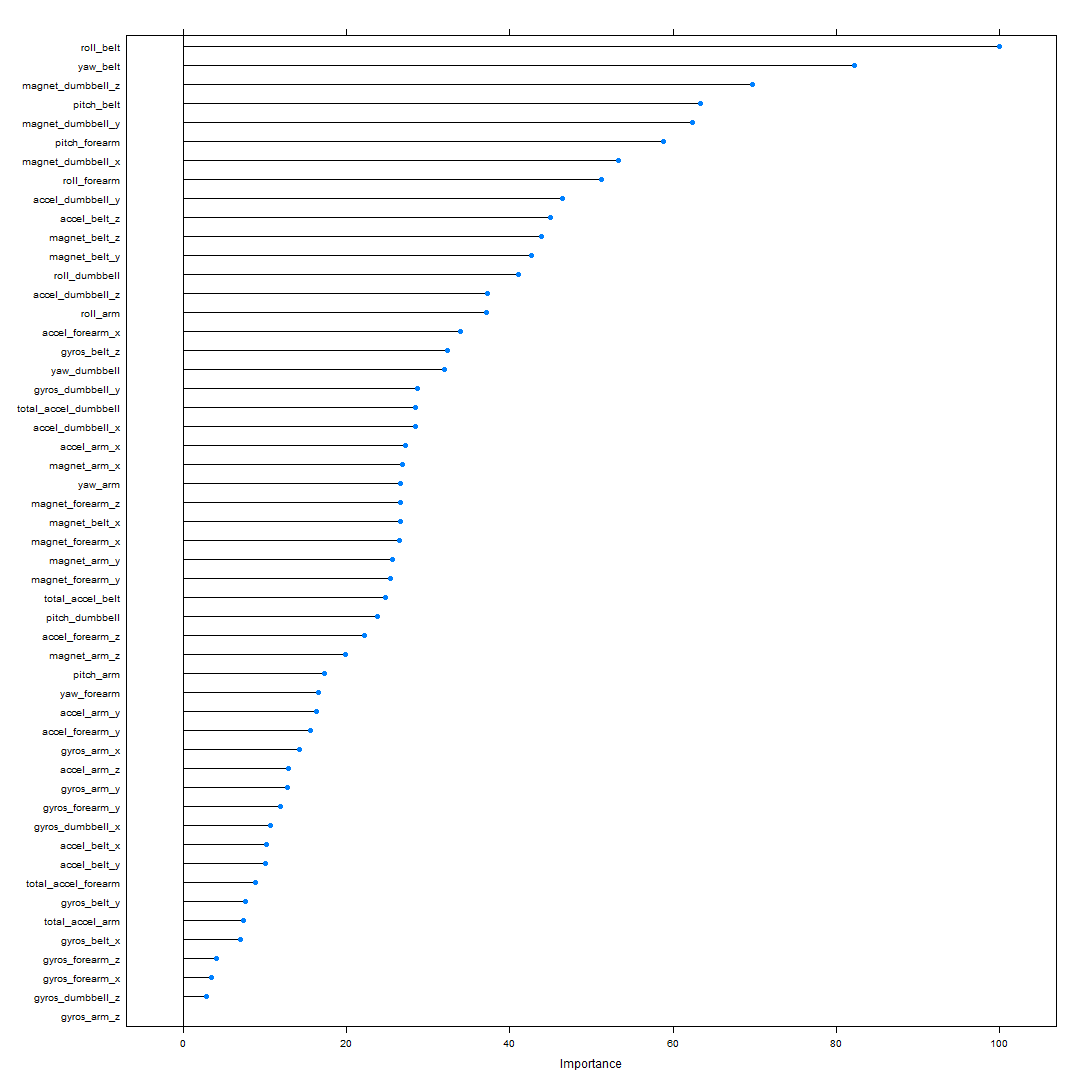 roll_belt
yaw_belt
magnet_dumbbell_z
pitch_belt
magnet_dumbbell_y
pitch_forearm
magnet_dumbbell_x
roll_forearm
accel_dumbbell_y
accel_belt_z
magnet_belt_z
magnet_belt_y
roll_dumbbell
accel_dumbbell_z
roll_arm
accel_forearm_x
gyros_belt_z
yaw_dumbbell
gyros_dumbbell_y
total_accel_dumbbell
accel_dumbbell_x
accel_arm_x
magnet_arm_x
yaw_arm
magnet_forearm_z
magnet_belt_x
magnet_forearm_x
magnet_arm_y
magnet_forearm_y
total_accel_belt
pitch_dumbbell
accel_forearm_z
magnet_arm_z
pitch_arm
yaw_forearm
accel_arm_y
accel_forearm_y
gyros_arm_x
accel_arm_z
gyros_arm_y
gyros_forearm_y
gyros_dumbbell_x
accel_belt_x
accel_belt_y
total_accel_forearm
gyros_belt_y
total_accel_arm
gyros_belt_x
gyros_forearm_z
gyros_forearm_x
gyros_dumbbell_z
gyros_arm_z
0 20 40 60 80 100
Importance